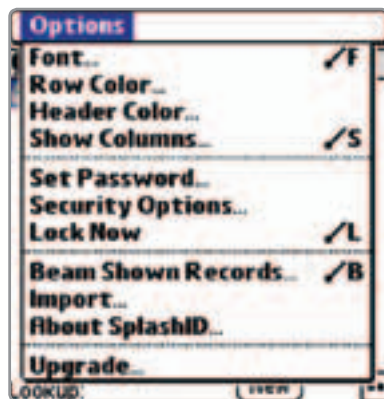 Options
Font... /F
Row Color...
Header Color...
Show Columns... /S
Set Password...
Security Options...
Lock Now /L
Beam Shown Records... /B
Import...
About SplashID...
Upgrade...
Lookup: New